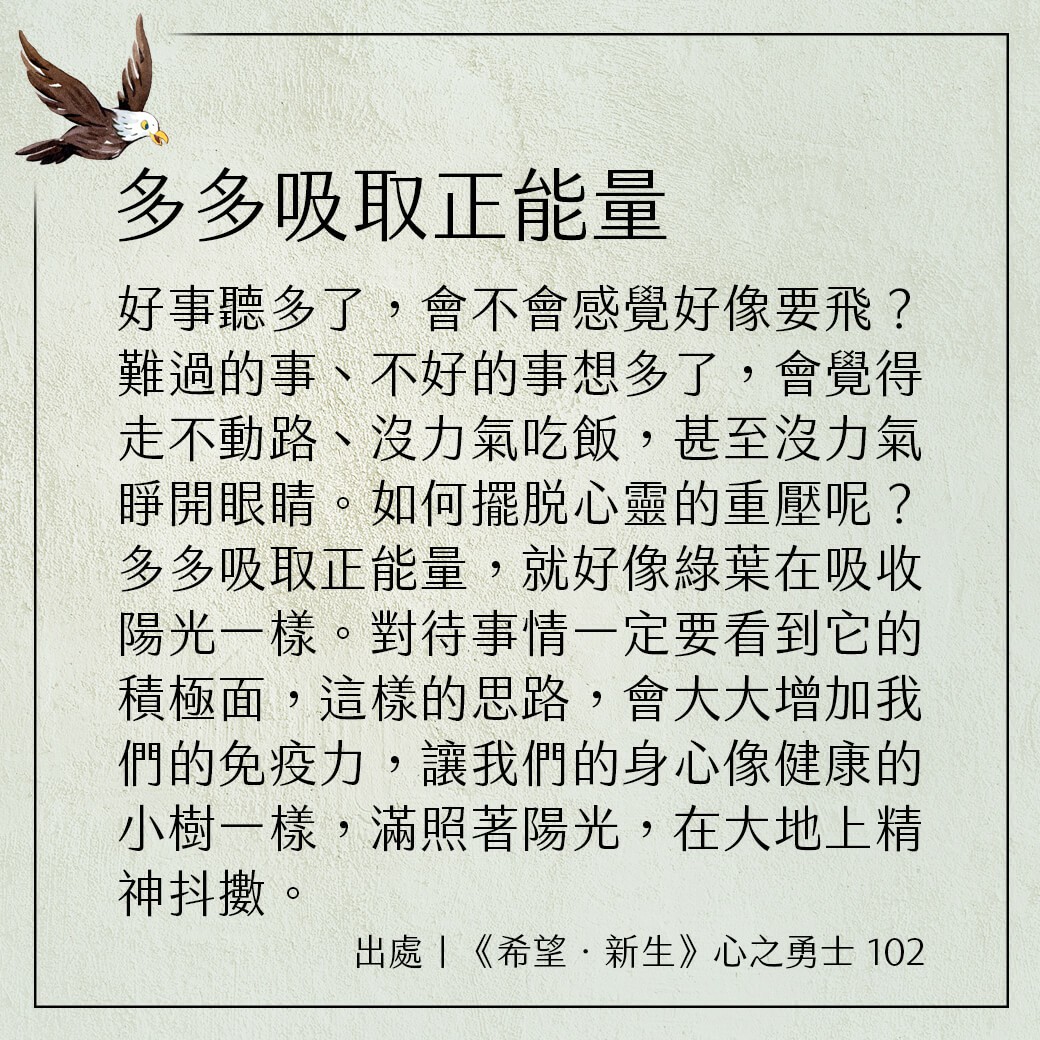 多多吸取正能量
好事聽多了，會不會感覺好像要飛？
難過的事、不好的事想多了，會覺得
走不動路、沒力氣吃飯，甚至沒力氣
睜開眼睛。如何擺脫心靈的重壓呢？
多多吸取正能量，就好像綠葉在吸收
陽光一樣。對待事情一定要看到它的
積極面，這樣的思路，會大大增加我
們的免疫力，讓我們的身心像健康的
小樹一樣，滿照著陽光，在大地上精
神抖擻。
出處｜《希望．新生》心之勇士 102